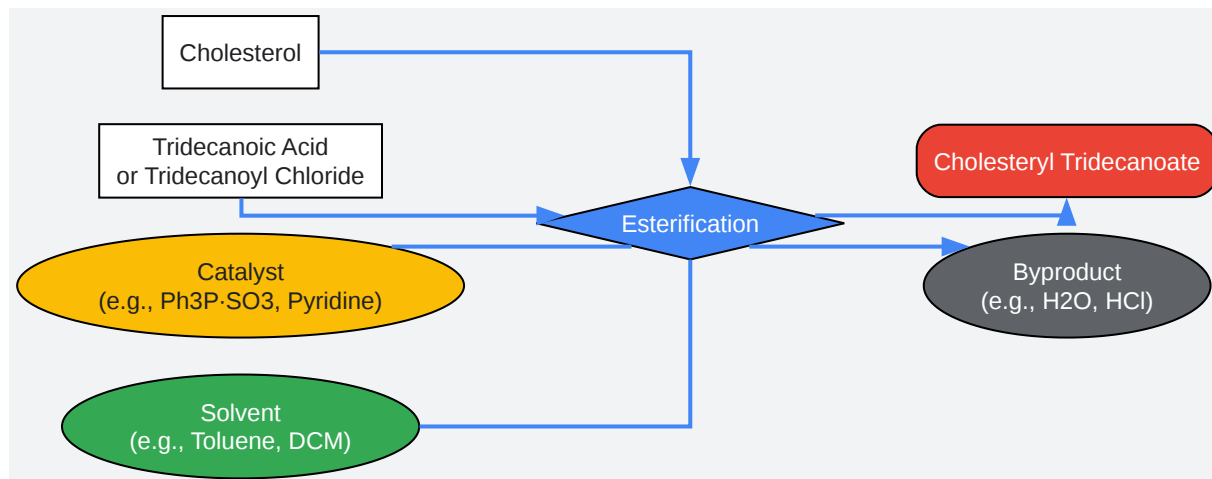 Cholesterol
Tridecanoic Acid
or Tridecanoyl Chloride
Cholesteryl Tridecanoate
Esterification
Catalyst
(e.g., Ph3P·SO3, Pyridine)
Byproduct
(e.g., H2O, HCl)
Solvent
(e.g., Toluene, DCM)